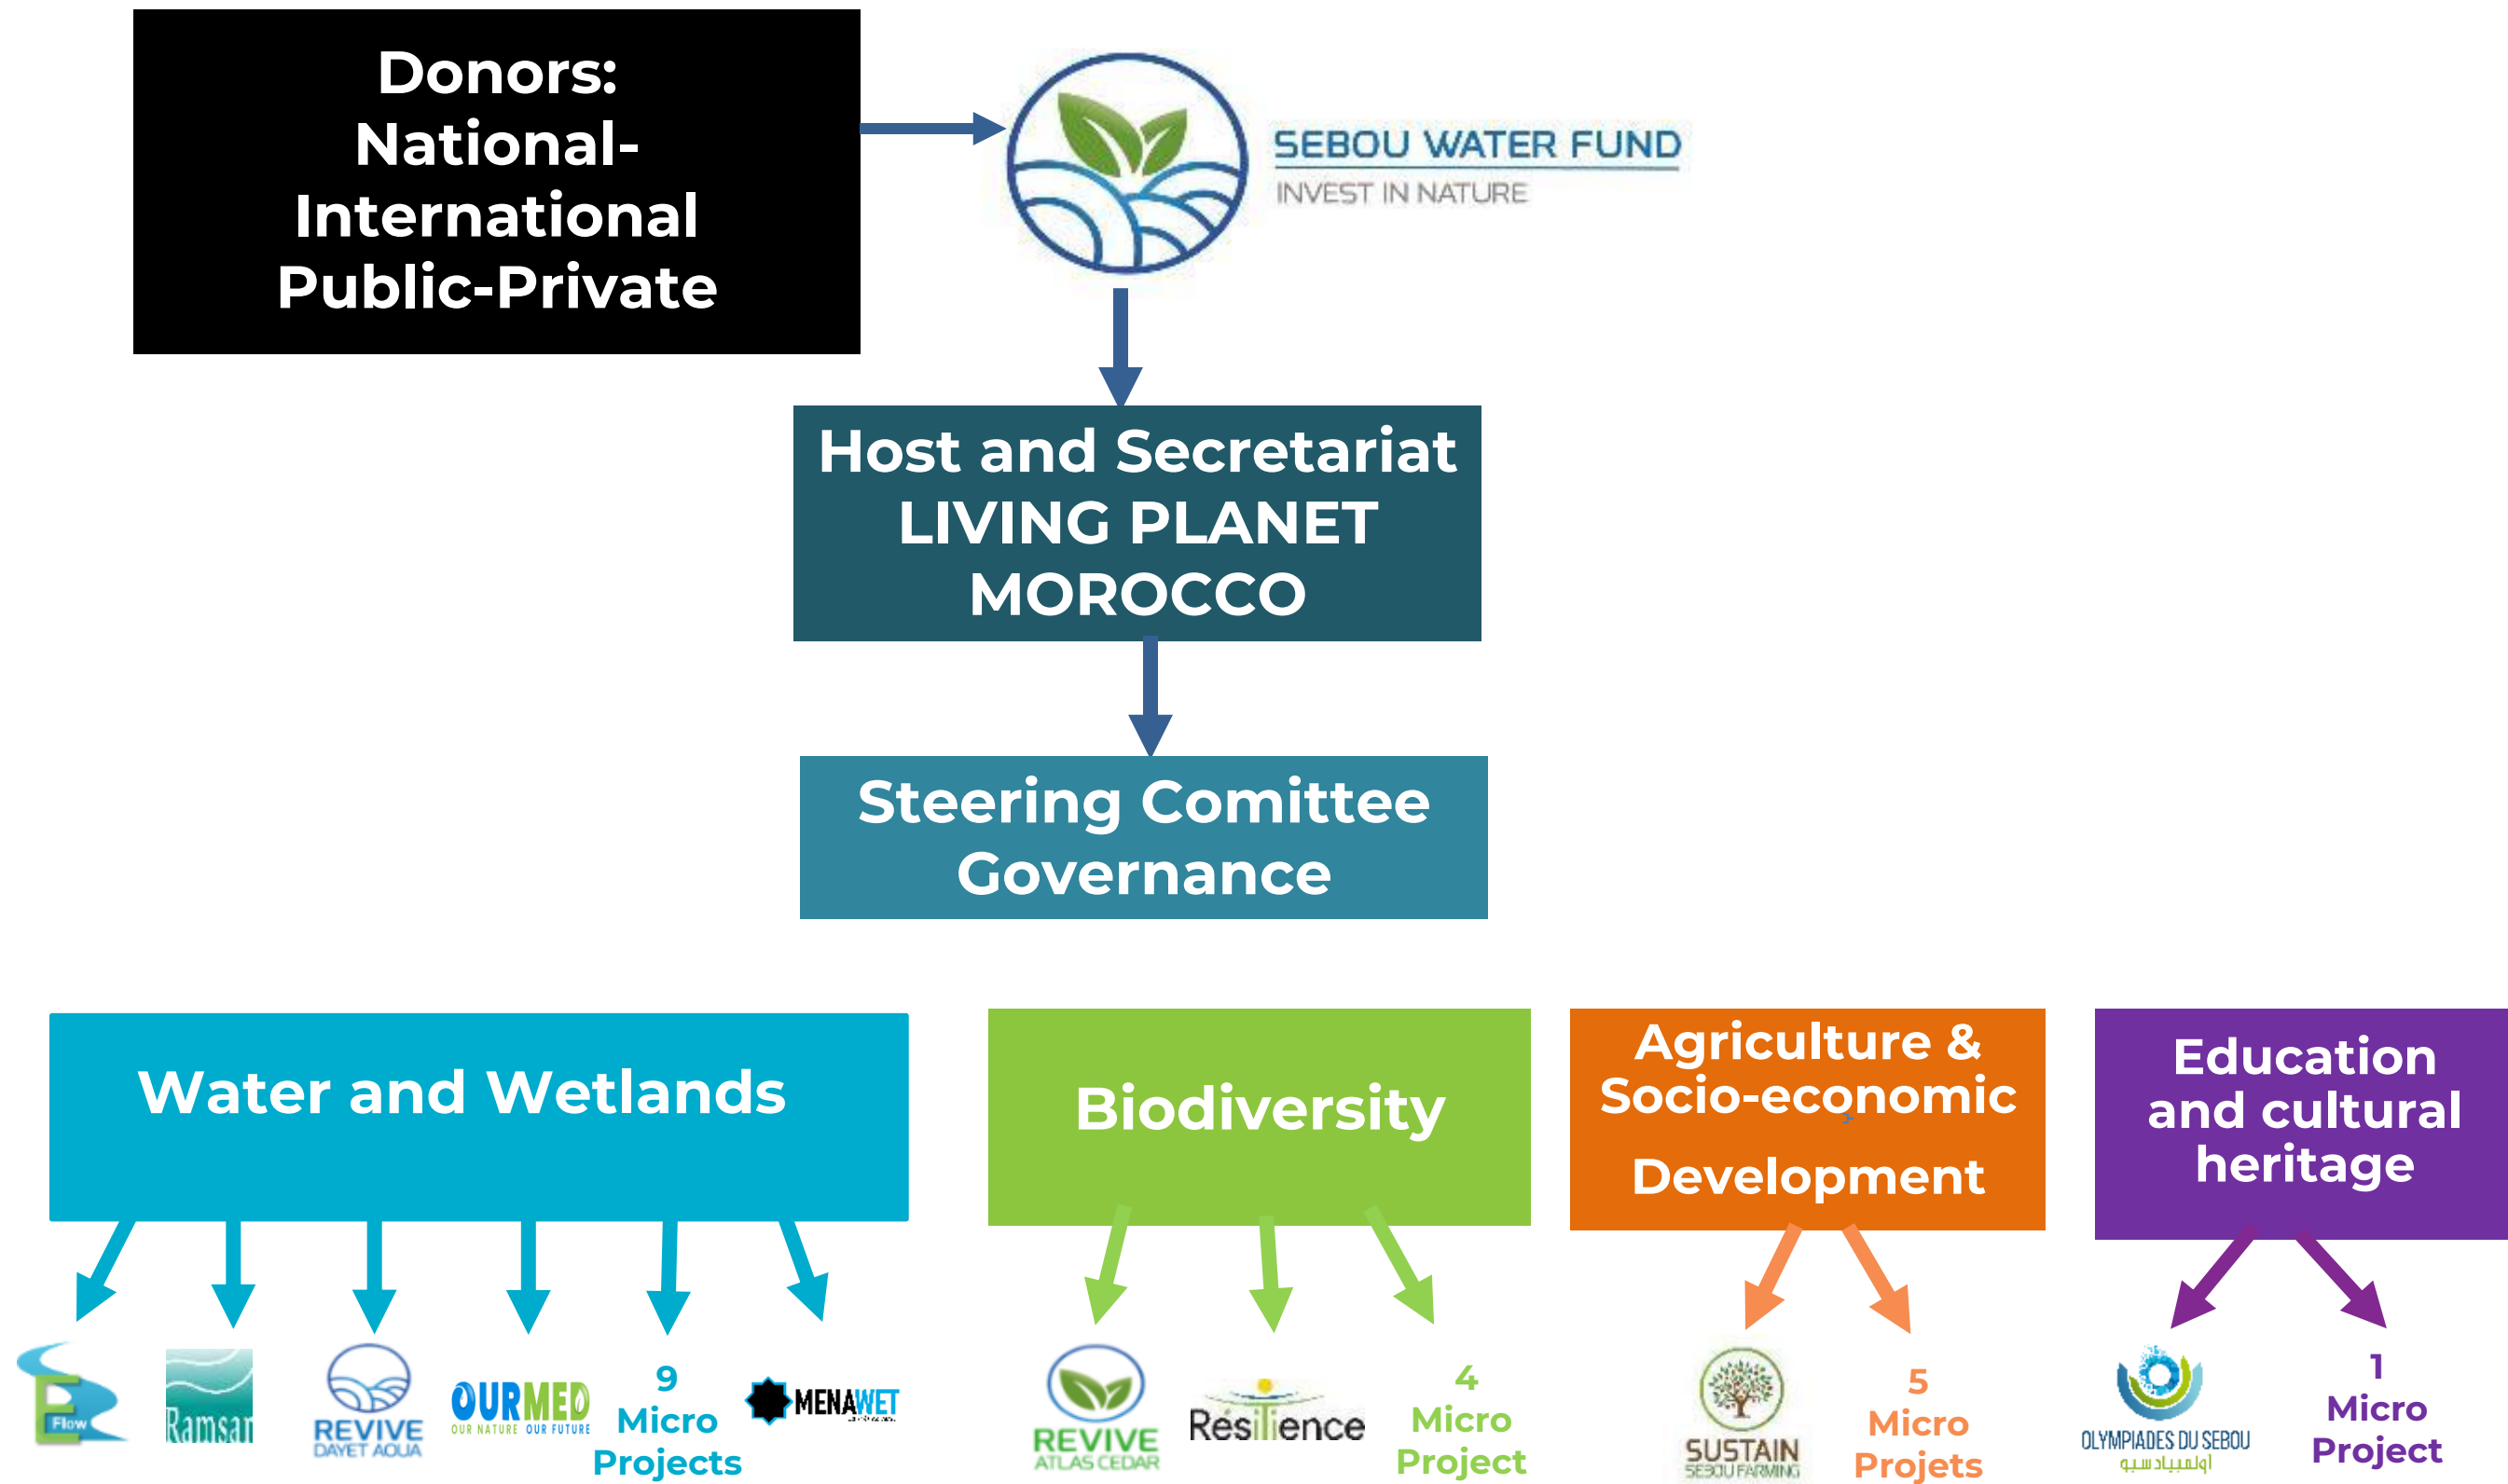 Donors:
National-
International
Public-Private
SEBOU WATER FUND
INVEST IN NATURE
Host and Secretariat
LIVING PLANET
MOROCCO
Steering Comittee
Governance
Water and Wetlands
Biodiversity
Agriculture &
Socio-economic
Development
Education
and cultural
heritage
E
Flow
Ramsar
REVIVE
DAYET AOUA
OURMED
OUR NATURE OUR FUTURE
9
Micro
Projects
MENAWET
REVIVE
ATLAS CEDAR
Résilience
4
Micro
Project
SUSTAIN
SEBOU FARMING
5
Micro
Projets
OLYMPIADES DU SEBOU
اولمبياد سبو
1
Micro
Project